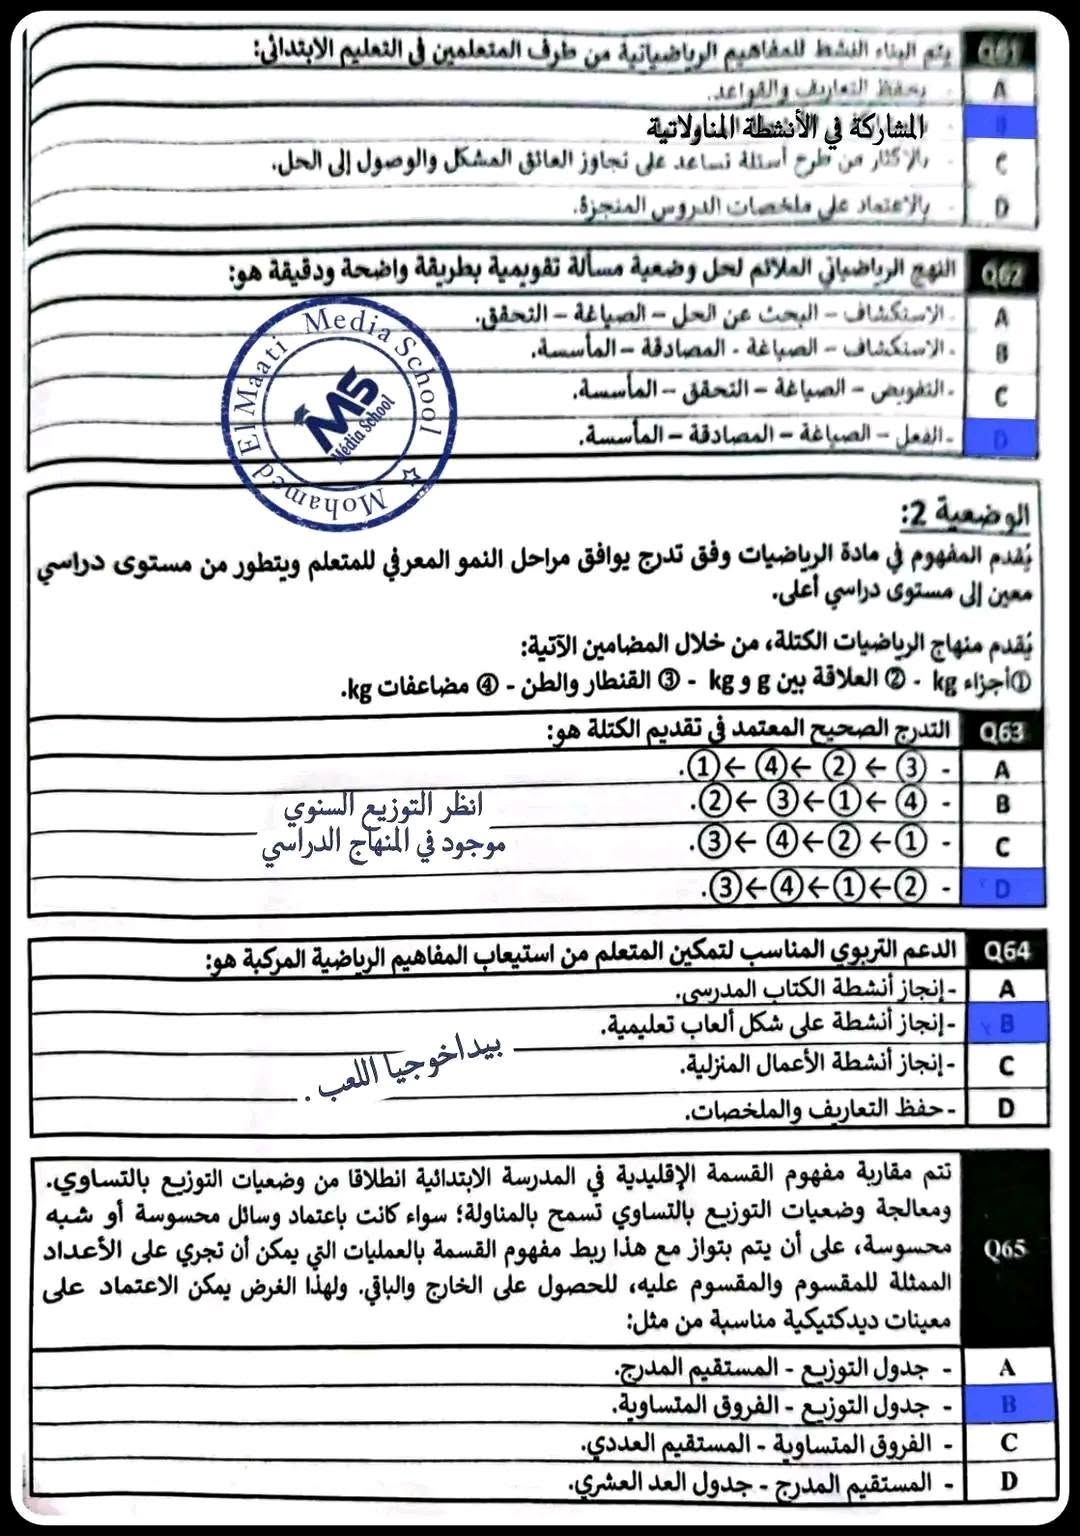 Q61 يتم البناء النشط للمفاهيم الرياضياتية من طرف المتعلمين في التعليم الابتدائي:
A - بحفظ التعاريف والقواعد.
B المشاركة في الأنشطة المناولاتية
C - بالإكثار من طرح أسئلة تساعد على تجاوز العائق المشكل والوصول إلى الحل.
D - بالاعتماد على ملخصات الدروس المنجزة.
Q62 النهج الرياضياتي الملائم لحل وضعية مسألة تقويمية بطريقة واضحة ودقيقة هو:
A - الاستكشاف – البحث عن الحل – الصياغة – التحقق.
B - الاستكشاف – الصياغة - المصادقة – المأسسة.
C - التفويض – الصياغة – التحقق – المأسسة.
D - الفعل – الصياغة – المصادقة – المأسسة.
Mohamed El Maati Media School
M5
Média School
الوضعية 2:
يُقدم المفهوم في مادة الرياضيات وفق تدرج يوافق مراحل النمو المعرفي للمتعلم ويتطور من مستوى دراسي
معين إلى مستوى دراسي أعلى.
يُقدم منهاج الرياضيات الكتلة، من خلال المضامين الآتية:
①أجزاء kg - ② العلاقة بين g و kg - ③ القنطار والطن - ④ مضاعفات kg.
Q63 التدرج الصحيح المعتمد في تقديم الكتلة هو:
A - ③ ← ② ← ④ ← ①.
B - ④ ← ① ← ③ ← ②.
C - ① ← ② ← ④ ← ③.
D - ② ← ① ← ④ ← ③.
انظر التوزيع السنوي
موجود في المنهاج الدراسي
Q64 الدعم التربوي المناسب لتمكين المتعلم من استيعاب المفاهيم الرياضية المركبة هو:
A - إنجاز أنشطة الكتاب المدرسي.
B - إنجاز أنشطة على شكل ألعاب تعليمية.
C - إنجاز أنشطة الأعمال المنزلية.
D - حفظ التعاريف والملخصات.
بيداخوجيا اللعب .
Q65 تتم مقاربة مفهوم القسمة الإقليدية في المدرسة الابتدائية انطلاقا من وضعيات التوزيع بالتساوي.
ومعالجة وضعيات التوزيع بالتساوي تسمح بالمناولة؛ سواء كانت باعتماد وسائل محسوسة أو شبه
محسوسة، على أن يتم بتواز مع هذا ربط مفهوم القسمة بالعمليات التي يمكن أن تجري على الأعداد
الممثلة للمقسوم والمقسوم عليه، للحصول على الخارج والباقي. ولهذا الغرض يمكن الاعتماد على
معينات ديدكتيكية مناسبة من مثل:
A - جدول التوزيع - المستقيم المدرج.
B - جدول التوزيع - الفروق المتساوية.
C - الفروق المتساوية - المستقيم العددي.
D - المستقيم المدرج - جدول العد العشري.